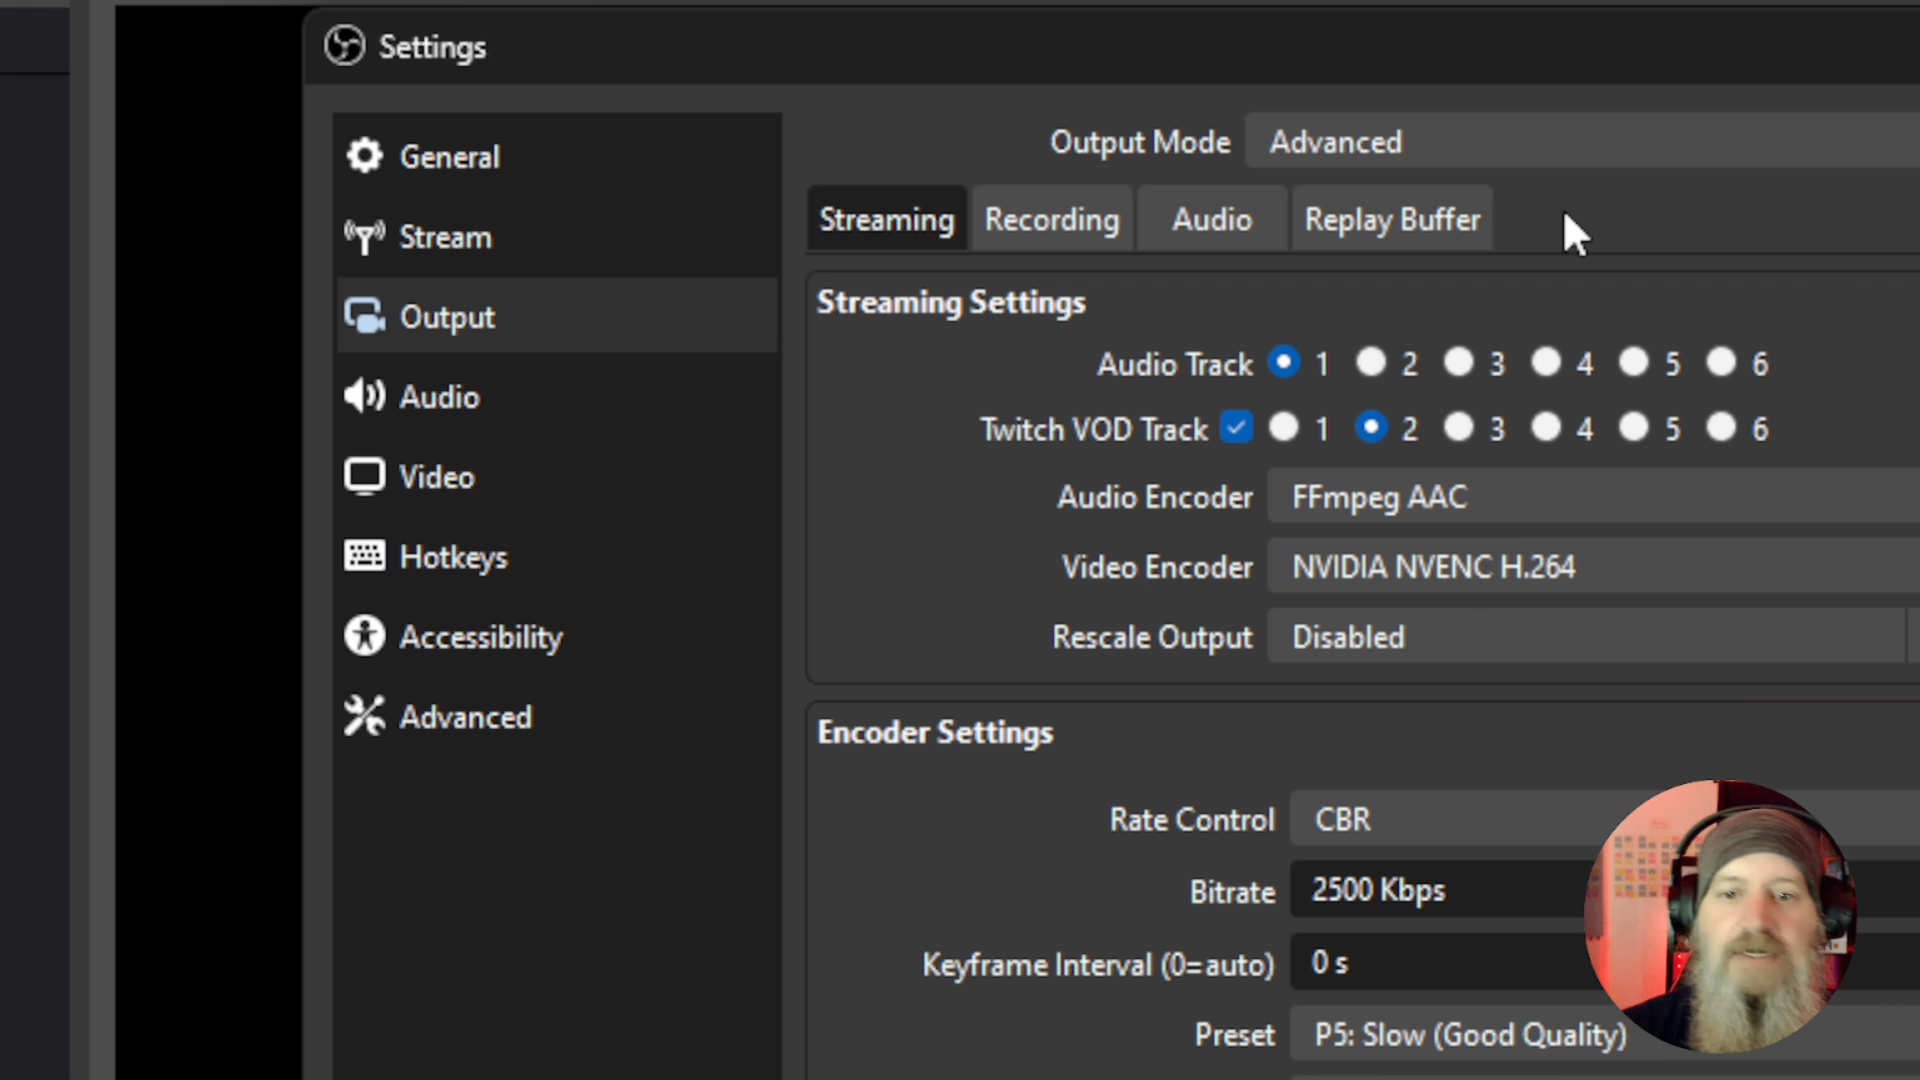 Settings
General
Stream
Output
Audio
Video
Hotkeys
Accessibility
Advanced
Output Mode Advanced
Streaming Recording Audio Replay Buffer
Streaming Settings
Audio Track 1 2 3 4 5 6
Twitch VOD Track 1 2 3 4 5 6
Audio Encoder FFmpeg AAC
Video Encoder NVIDIA NVENC H.264
Rescale Output Disabled
Encoder Settings
Rate Control CBR
Bitrate 2500 Kbps
Keyframe Interval (0=auto) 0 s
Preset P5: Slow (Good Quality)